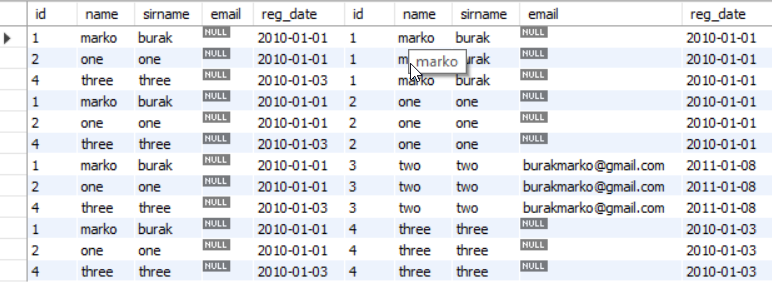 id name sirname email reg_date id name sirname email reg_date
1 marko burak NULL 2010-01-01 1 marko burak NULL 2010-01-01
2 one one NULL 2010-01-01 1 m urak NULL 2010-01-01
marko
4 three three NULL 2010-01-03 1 marko burak NULL 2010-01-01
1 marko burak NULL 2010-01-01 2 one one NULL 2010-01-01
2 one one NULL 2010-01-01 2 one one NULL 2010-01-01
4 three three NULL 2010-01-03 2 one one NULL 2010-01-01
1 marko burak NULL 2010-01-01 3 two two burakmarko@gmail.com 2011-01-08
2 one one NULL 2010-01-01 3 two two burakmarko@gmail.com 2011-01-08
4 three three NULL 2010-01-03 3 two two burakmarko@gmail.com 2011-01-08
1 marko burak NULL 2010-01-01 4 three three NULL 2010-01-03
2 one one NULL 2010-01-01 4 three three NULL 2010-01-03
4 three three NULL 2010-01-03 4 three three NULL 2010-01-03